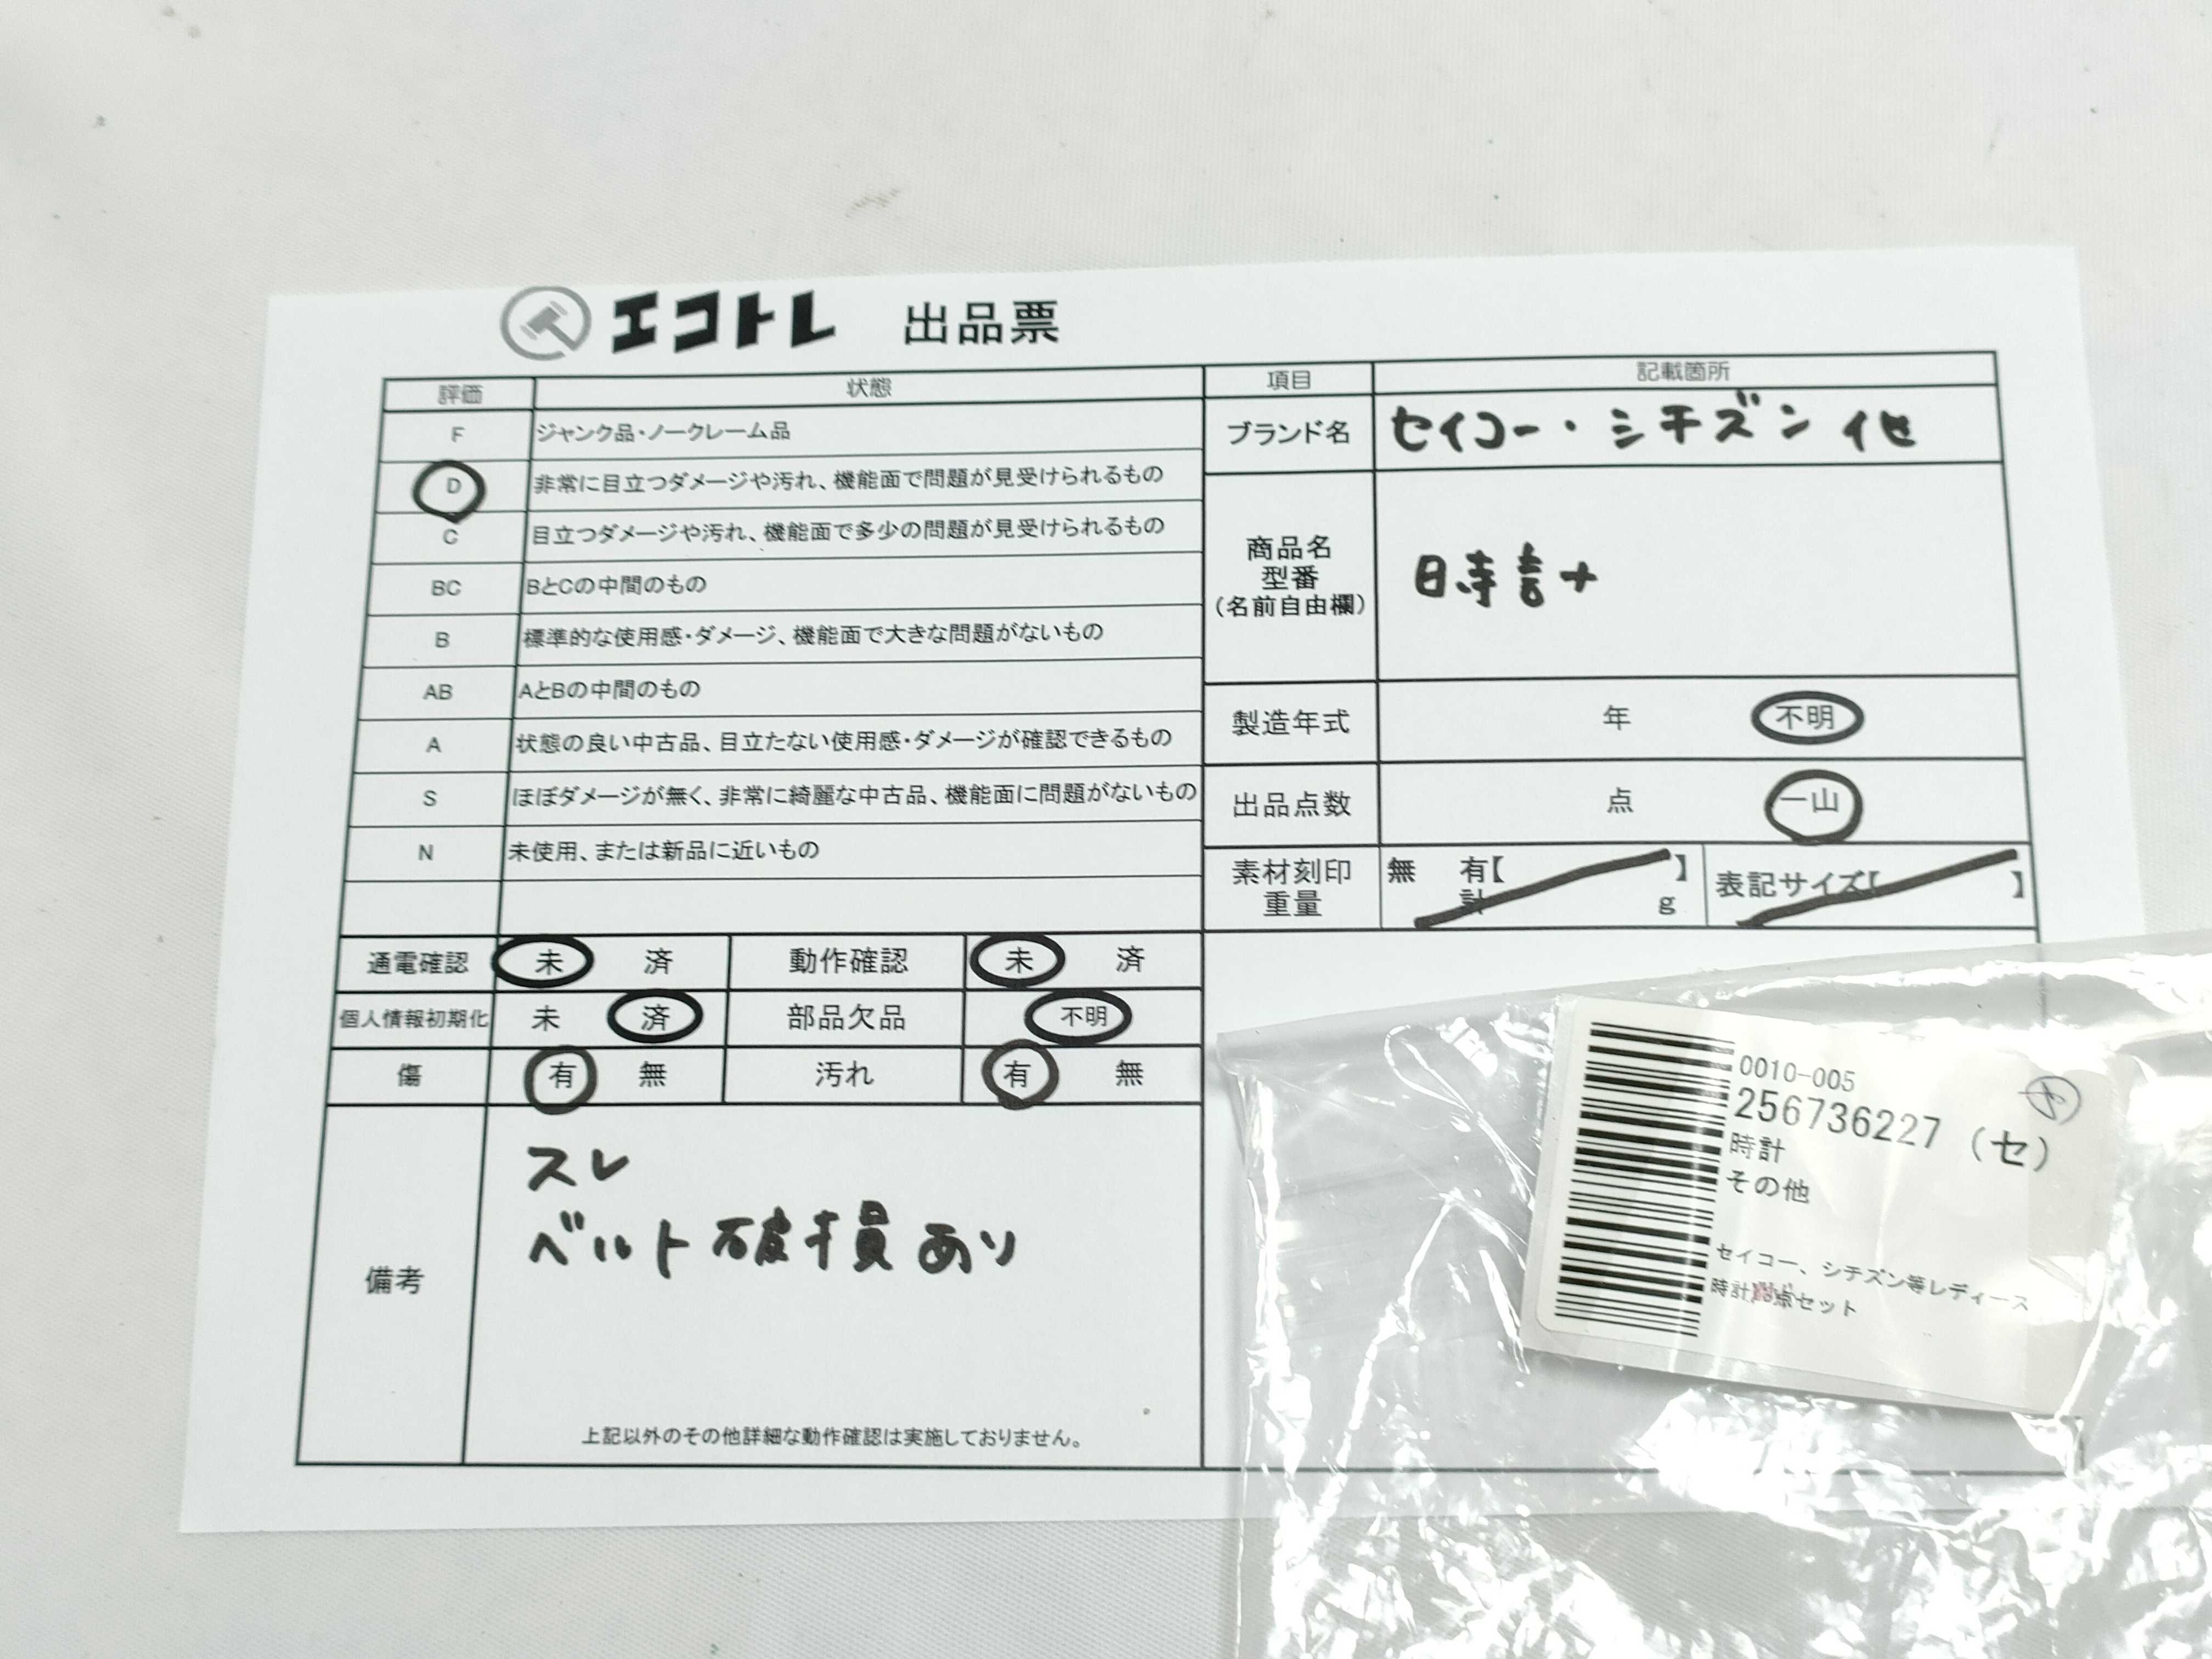 エコトレ 出品票
評価 状態
F ジャンク品・ノークレーム品
D 非常に目立つダメージや汚れ、機能面で問題が見受けられるもの
C 目立つダメージや汚れ、機能面で多少の問題が見受けられるもの
BC BとCの中間のもの
B 標準的な使用感・ダメージ、機能面で大きな問題がないもの
AB AとBの中間のもの
A 状態の良い中古品、目立たない使用感・ダメージが確認できるもの
S ほぼダメージが無く、非常に綺麗な中古品、機能面に問題がないもの
N 未使用、または新品に近いもの
通電確認 未 済 動作確認 未 済
個人情報初期化 未 済 部品欠品 不明
傷 有 無 汚れ 有 無
備考
スレ
ベルト破損あり
上記以外のその他詳細な動作確認は実施しておりません。
項目 記載箇所
ブランド名 セイコー・シチズン 他
商品名
型番
(名前自由欄)
時計
製造年式 年 不明
出品点数 点 一山
素材刻印
重量
無 有【 】
計 g
表記サイズ【 】
0010-005
256736227 (セ)
時計
その他
セイコー、シチズン等レディース
時計 点セット